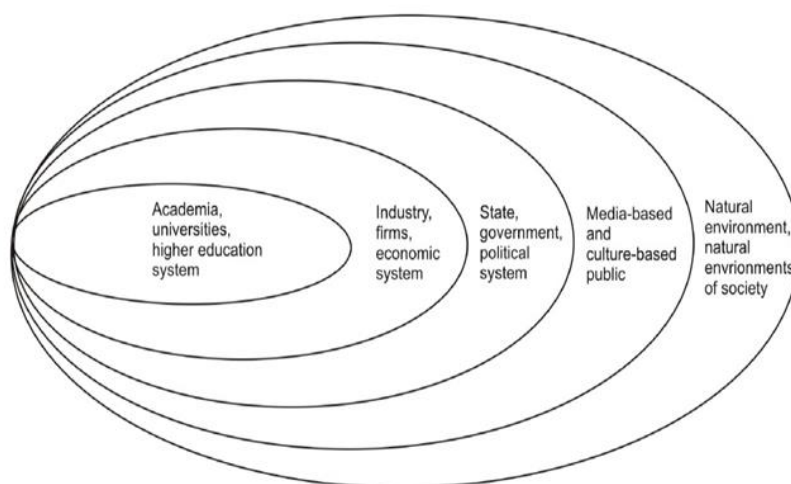 Academia,
universities,
higher education
system
Industry,
firms,
economic
system
State,
government,
political
system
Media-based
and
culture-based
public
Natural
environment,
natural
envrionments
of society